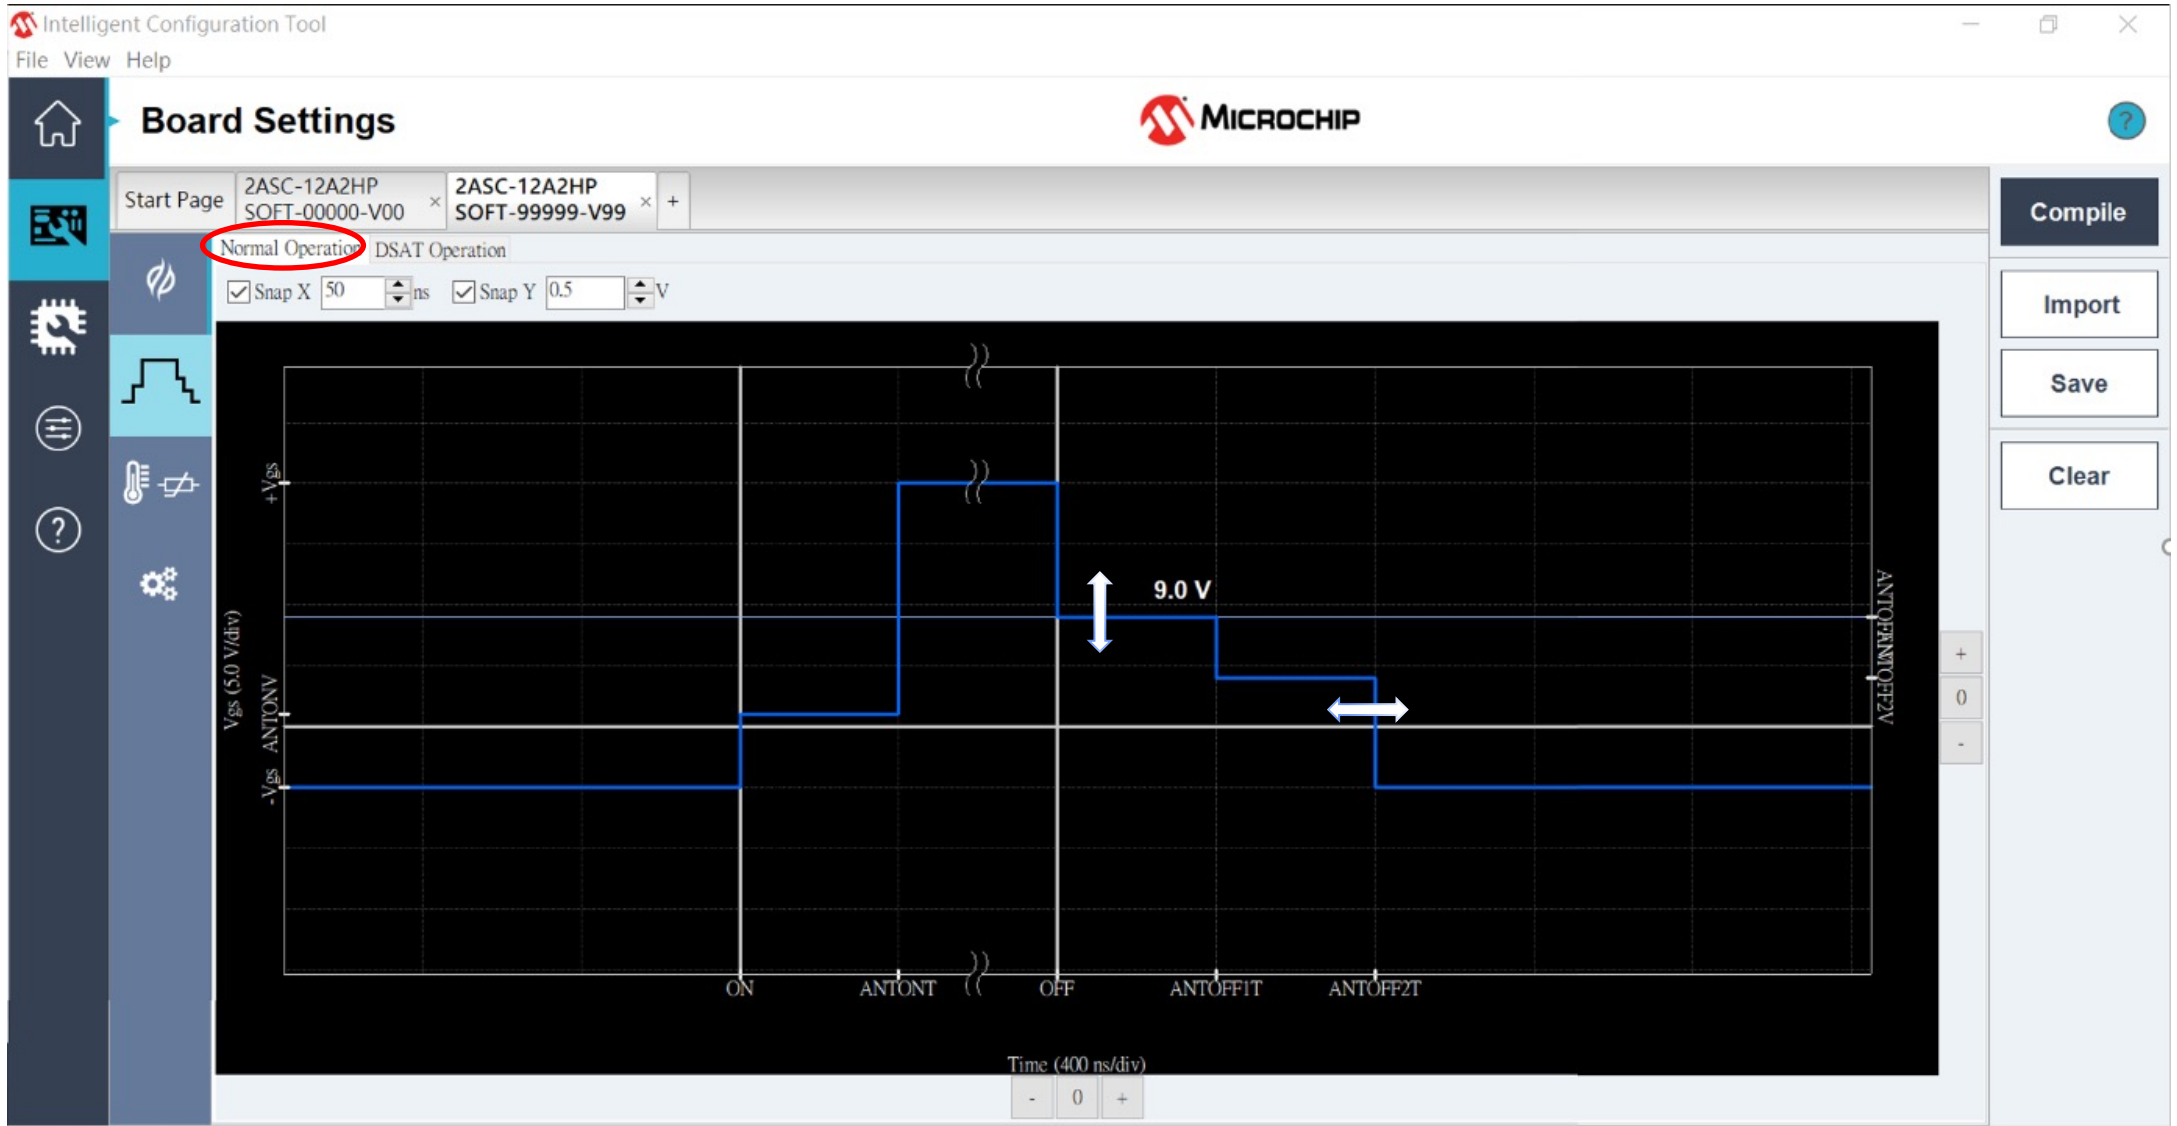 Intelligent Configuration Tool
File View Help
Board Settings
MICROCHIP
?
Start Page
2ASC-12A2HP
SOFT-00000-V00
×
2ASC-12A2HP
SOFT-99999-V99
×
+
Compile
Normal Operation
DSAT Operation
Snap X 50 ns
Snap Y 0.5 V
Import
Save
Clear
+Vgs
9.0 V
Vgs (5.0 V/div)
ANTONV
-Vgs
ANTOFF2V
+
0
-
?
ON
ANTONT
OFF
ANTOFF1T
ANTOFF2T
Time (400 ns/div)
- 0 +